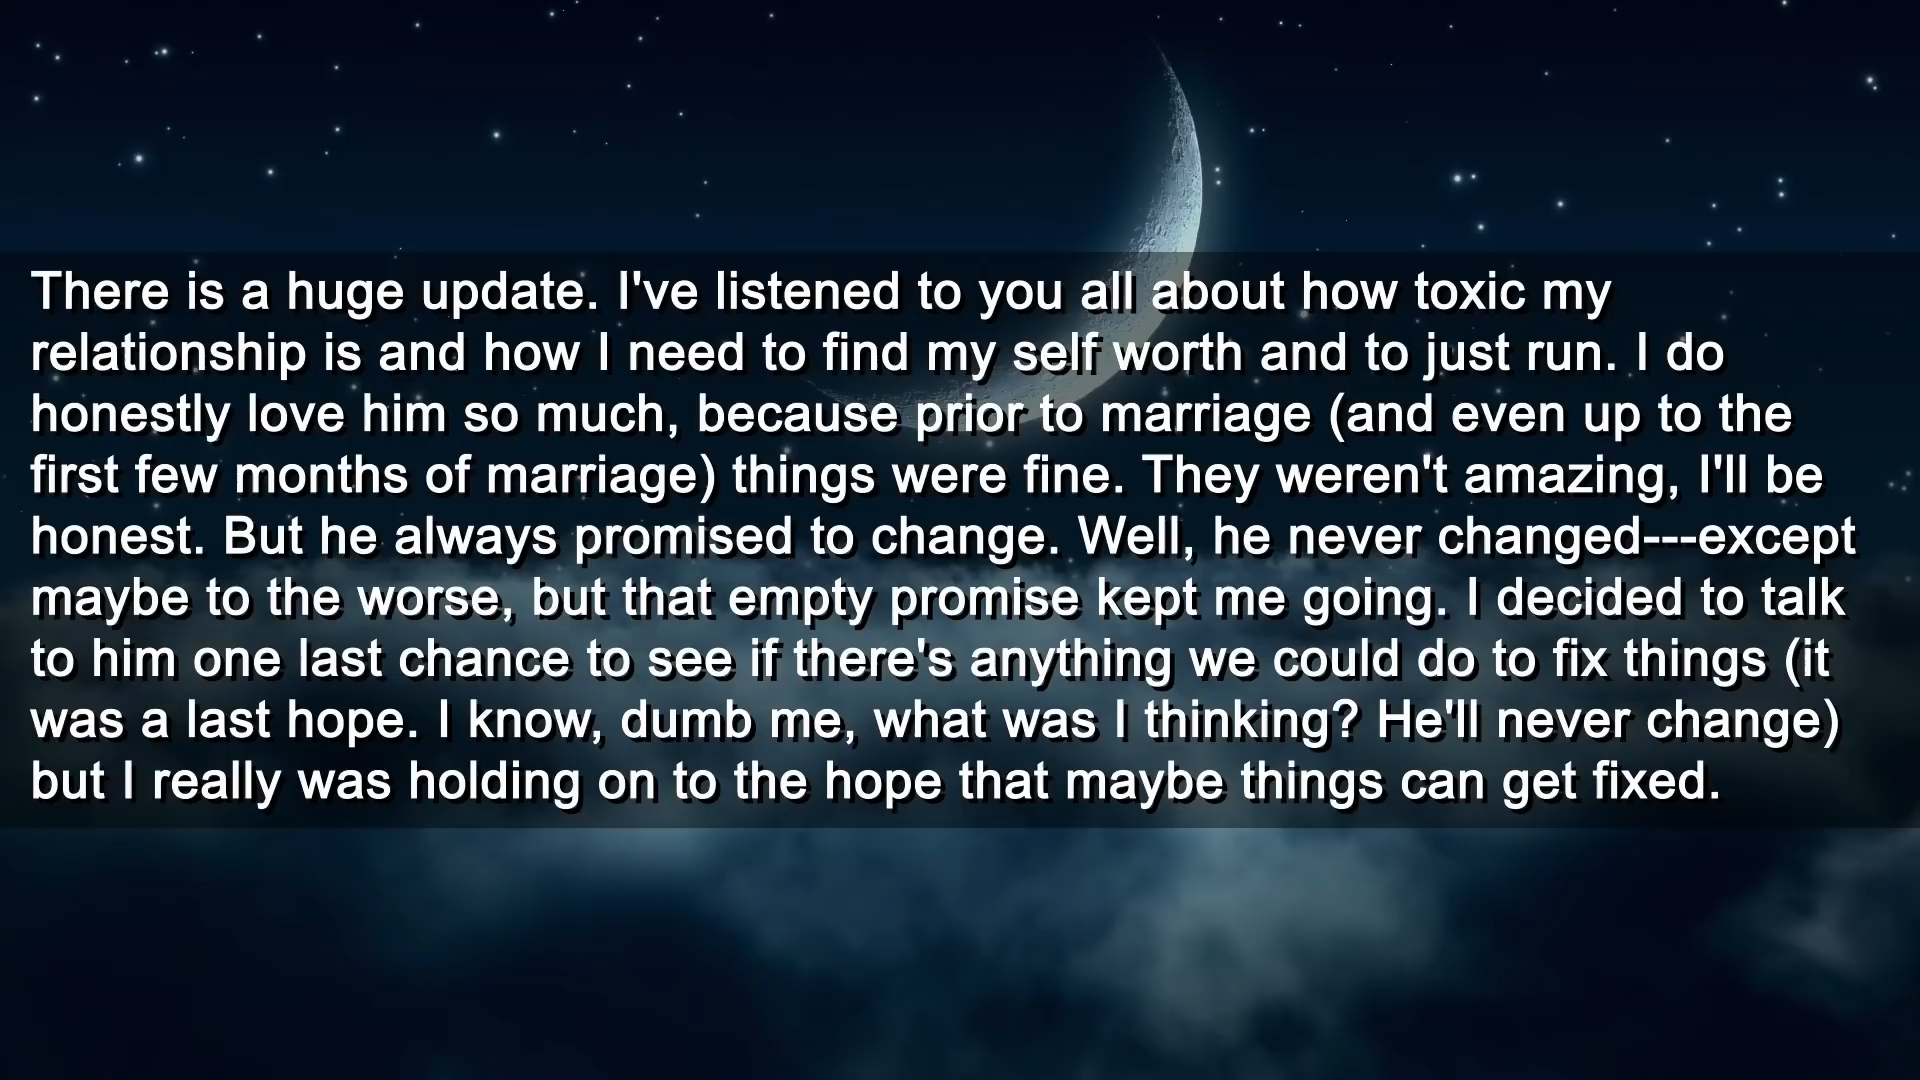 There is a huge update. I've listened to you all about how toxic my
relationship is and how I need to find my self worth and to just run. I do
honestly love him so much, because prior to marriage (and even up to the
first few months of marriage) things were fine. They weren't amazing, I'll be
honest. But he always promised to change. Well, he never changed---except
maybe to the worse, but that empty promise kept me going. I decided to talk
to him one last chance to see if there's anything we could do to fix things (it
was a last hope. I know, dumb me, what was I thinking? He'll never change)
but I really was holding on to the hope that maybe things can get fixed.